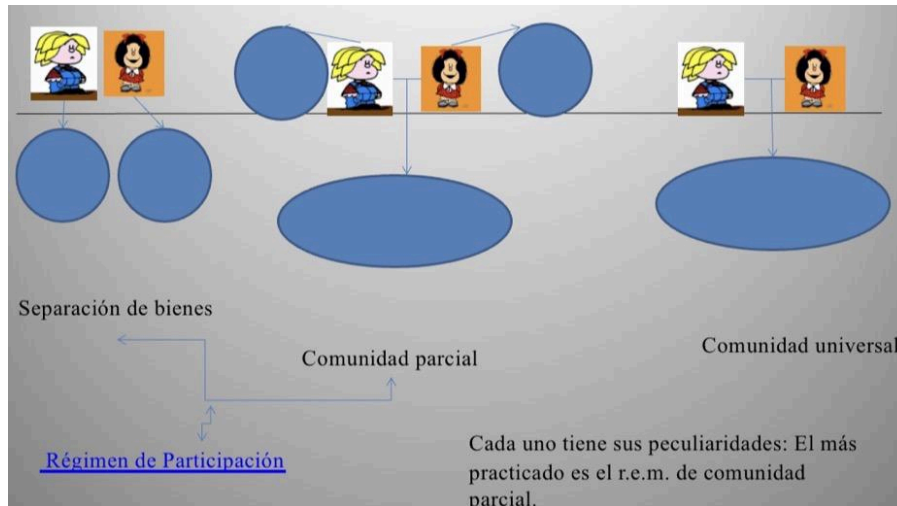 Separación de bienes
Comunidad parcial
Comunidad universal
Régimen de Participación
Cada uno tiene sus peculiaridades: El más
practicado es el r.e.m. de comunidad
parcial.